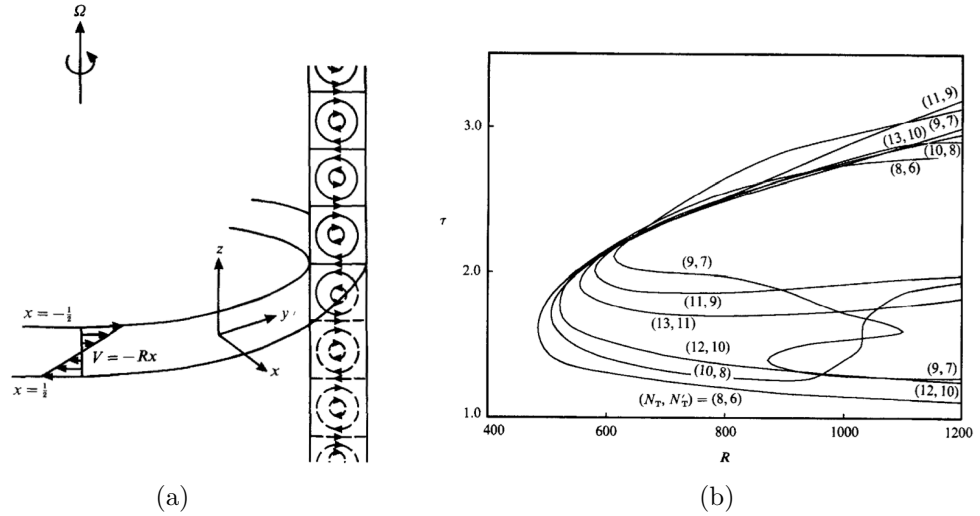 Ω
z
y'
x
x = −½
V = −Rx
x = ½
(a)
τ
3.0
2.0
1.0
400
600
800
1000
1200
R
(11, 9)
(9, 7)
(13, 10)
(10, 8)
(8, 6)
(9, 7)
(11, 9)
(13, 11)
(12, 10)
(10, 8)
(N_T, N'_T) = (8, 6)
(9, 7)
(12, 10)
(b)